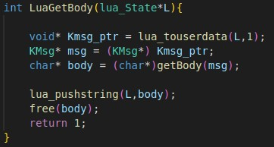 int LuaGetBody(lua_State*L){
void* Kmsg_ptr = lua_touserdata(L,1);
KMsg* msg = (KMsg*) Kmsg_ptr;
char* body = (char*)getBody(msg);
lua_pushstring(L,body);
free(body);
return 1;
}